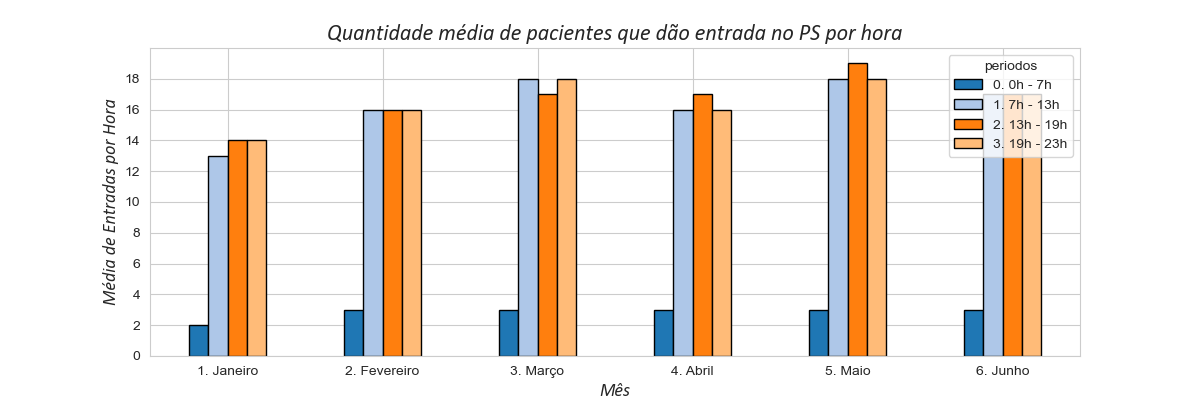 Quantidade média de pacientes que dão entrada no PS por hora
Média de Entradas por Hora
18
16
14
12
10
8
6
4
2
0
periodos
0. 0h - 7h
1. 7h - 13h
2. 13h - 19h
3. 19h - 23h
1. Janeiro
2. Fevereiro
3. Março
4. Abril
5. Maio
6. Junho
Mês